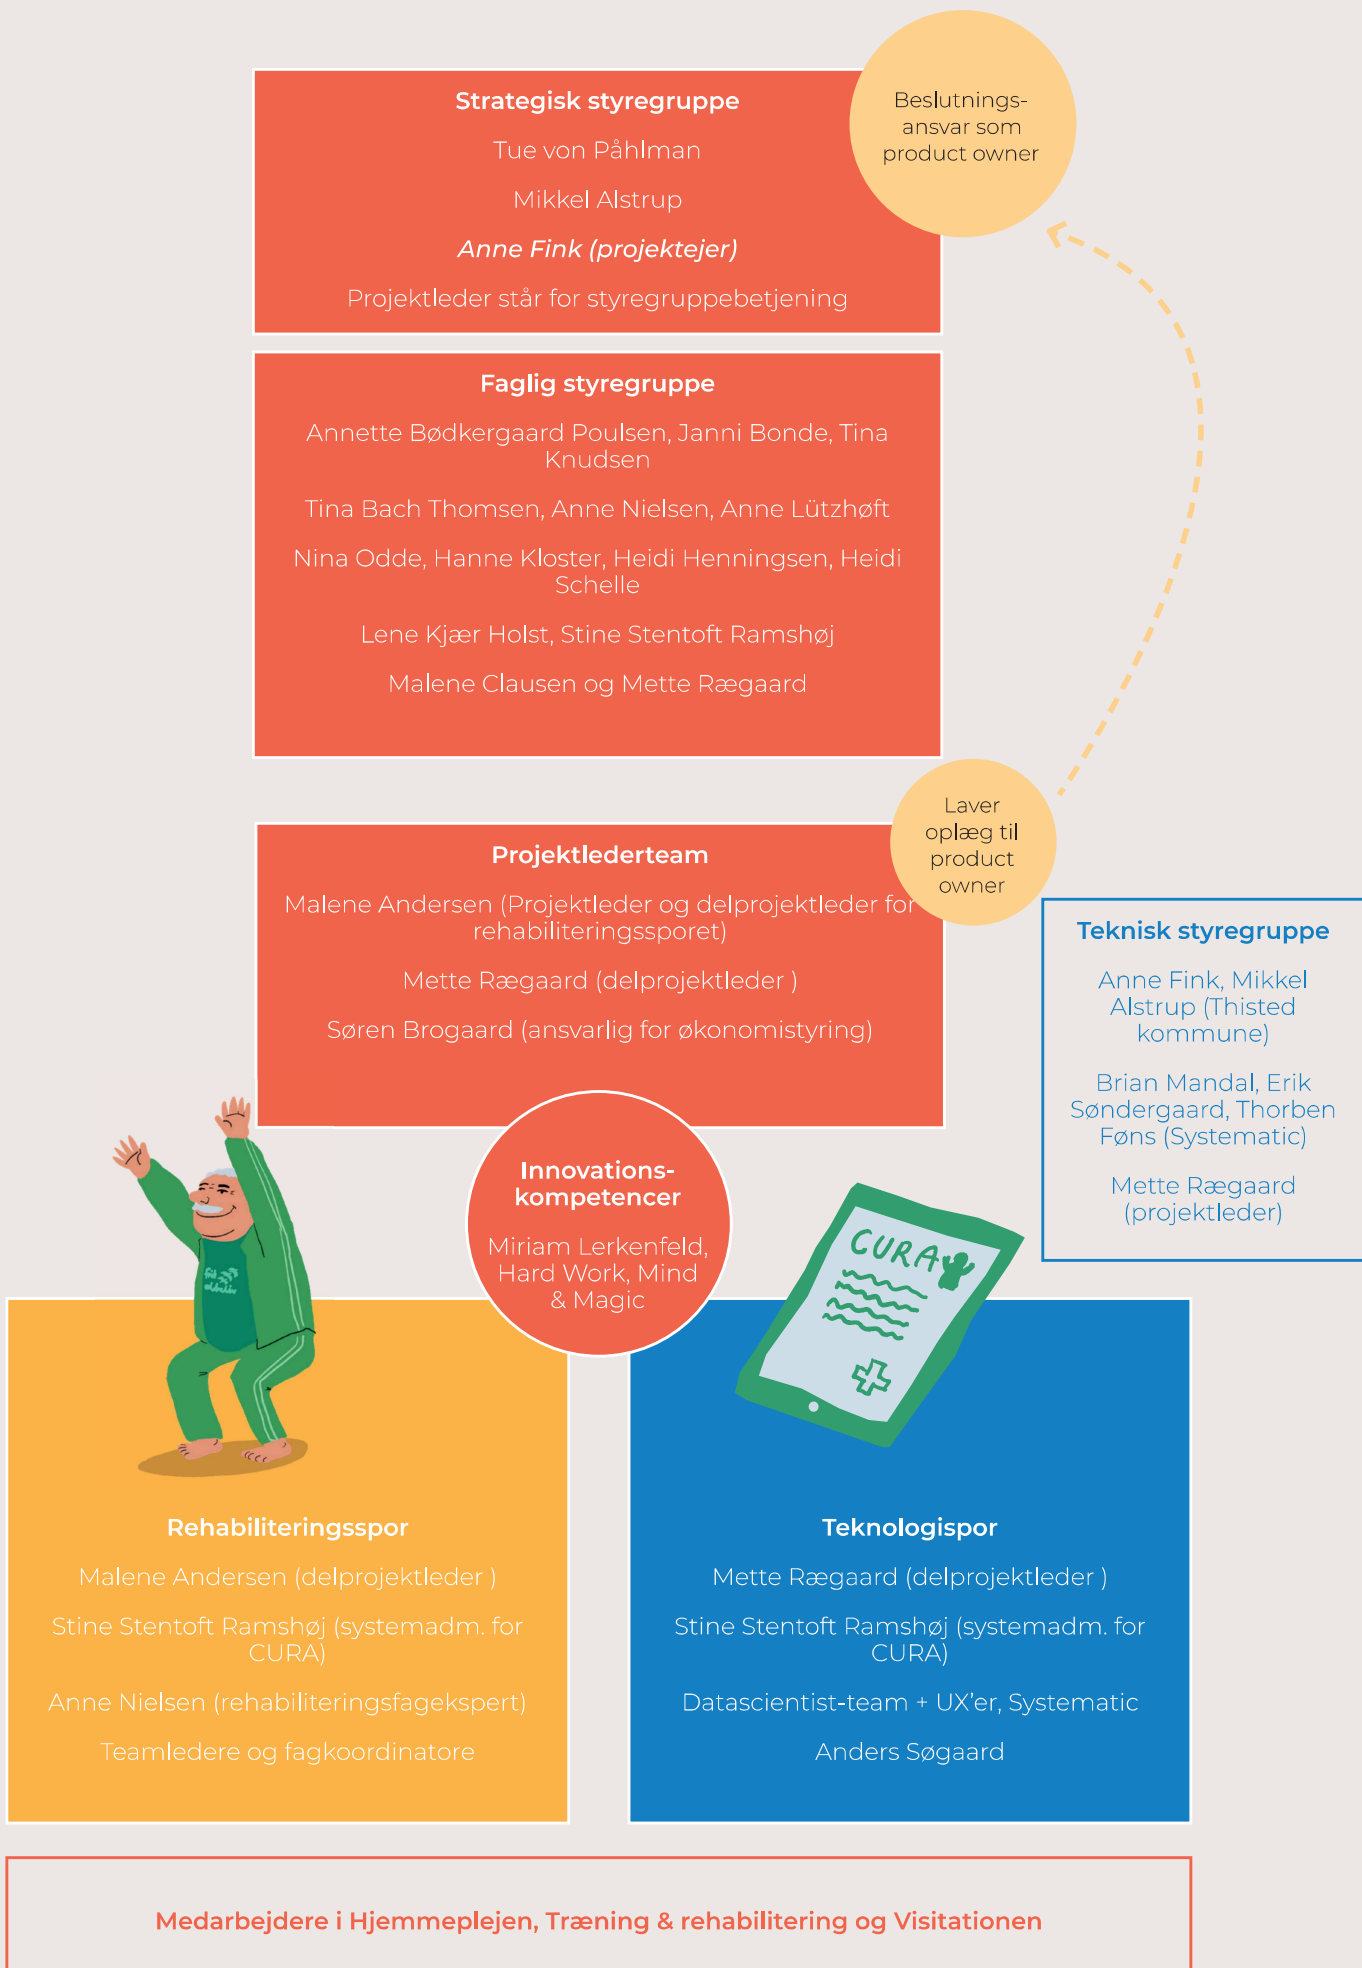 Strategisk styregruppe
Tue von Påhlman
Mikkel Alstrup
Anne Fink (projektejer)
Projektleder står for styregruppebetjening
Beslutnings-
ansvar som
product owner
Faglig styregruppe
Annette Bødkergaard Poulsen, Janni Bonde, Tina
Knudsen
Tina Bach Thomsen, Anne Nielsen, Anne Lützhøft
Nina Odde, Hanne Kloster, Heidi Henningsen, Heidi
Schelle
Lene Kjær Holst, Stine Stentoft Ramshøj
Malene Clausen og Mette Rægaard
Laver
oplæg til
product
owner
Projektlederteam
Malene Andersen (Projektleder og delprojektleder for
rehabiliteringssporet)
Mette Rægaard (delprojektleder )
Søren Brogaard (ansvarlig for økonomistyring)
Teknisk styregruppe
Anne Fink, Mikkel
Alstrup (Thisted
kommune)
Brian Mandal, Erik
Søndergaard, Thorben
Føns (Systematic)
Mette Rægaard
(projektleder)
Innovations-
kompetencer
Miriam Lerkenfeld,
Hard Work, Mind
& Magic
CURA
Rehabiliteringsspor
Malene Andersen (delprojektleder )
Stine Stentoft Ramshøj (systemadm. for
CURA)
Anne Nielsen (rehabiliteringsfagekspert)
Teamledere og fagkoordinatore
Teknologispor
Mette Rægaard (delprojektleder )
Stine Stentoft Ramshøj (systemadm. for
CURA)
Datascientist-team + UX’er, Systematic
Anders Søgaard
Medarbejdere i Hjemmeplejen, Træning & rehabilitering og Visitationen